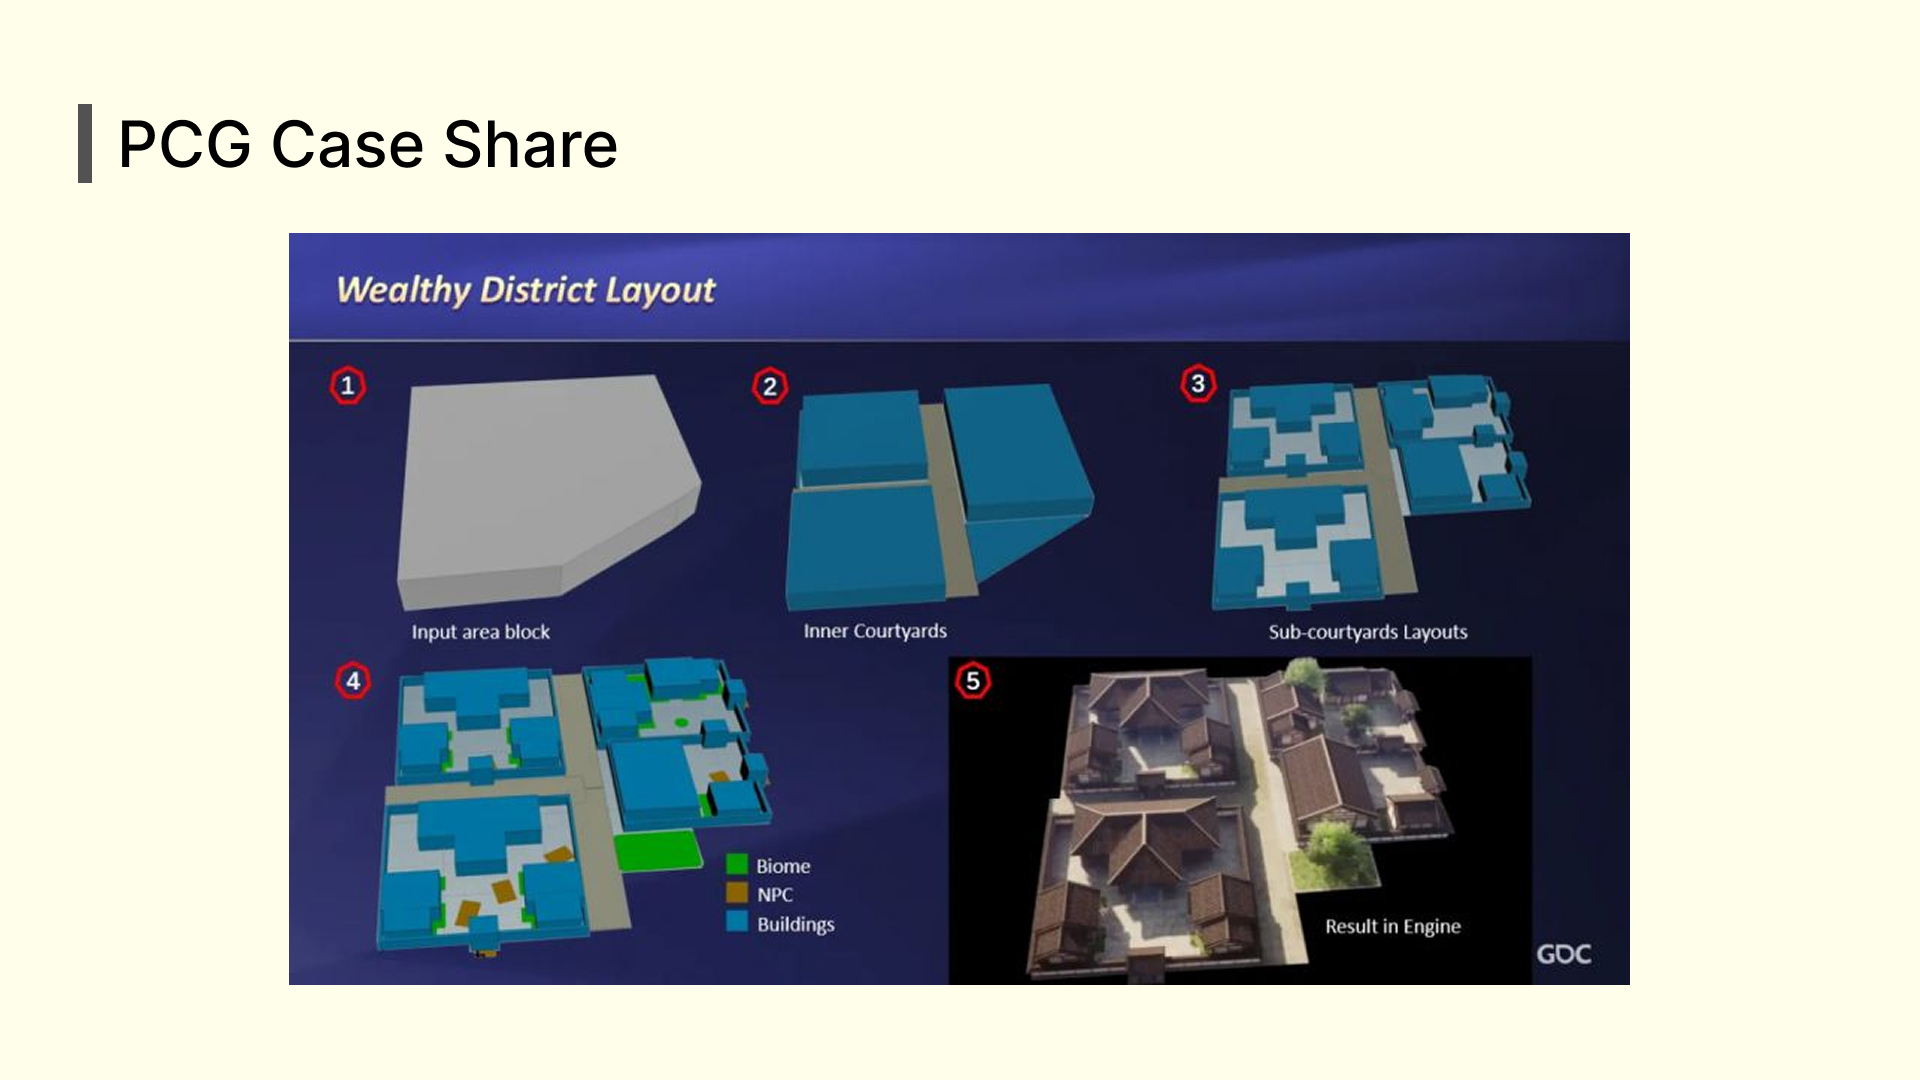 PCG Case Share
Wealthy District Layout
1
2
3
Input area block
Inner Courtyards
Sub-courtyards Layouts
4
5
Biome
NPC
Buildings
Result in Engine
GDC